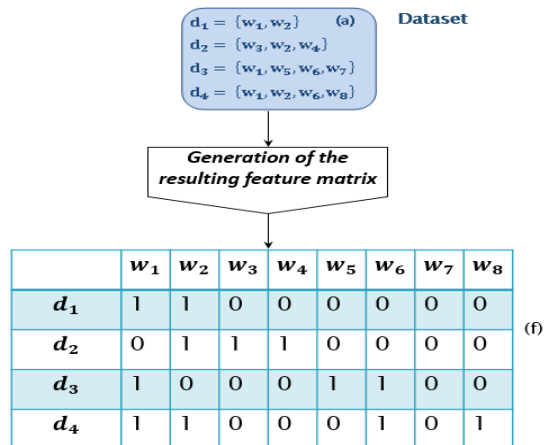 d₁ = {w₁,w₂} (a) Dataset
d₂ = {w₃,w₂,w₄}
d₃ = {w₁,w₅,w₆,w₇}
d₄ = {w₁,w₂,w₆,w₈}
Generation of the
resulting feature matrix
w₁ w₂ w₃ w₄ w₅ w₆ w₇ w₈
d₁ 1 1 0 0 0 0 0 0
d₂ 0 1 1 1 0 0 0 0
(f)
d₃ 1 0 0 0 1 1 0 0
d₄ 1 1 0 0 0 1 0 1